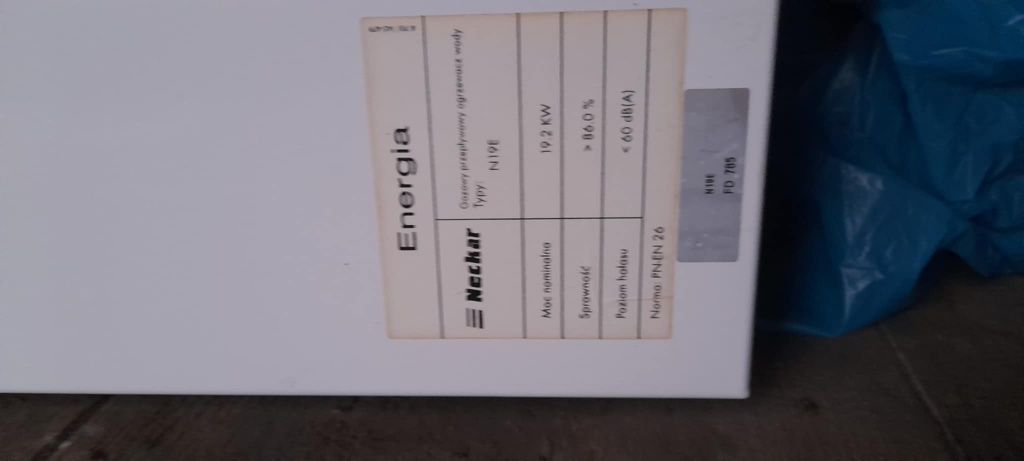 Energia
Neckar
Gazowy przepływowy ogrzewacz wody
Typy:
N19E
Moc nominalna 19.2 KW
Sprawność > 86.0 %
Poziom hałasu < 60 dB(A)
Norma: PN-EN 26
N19E
FD 785